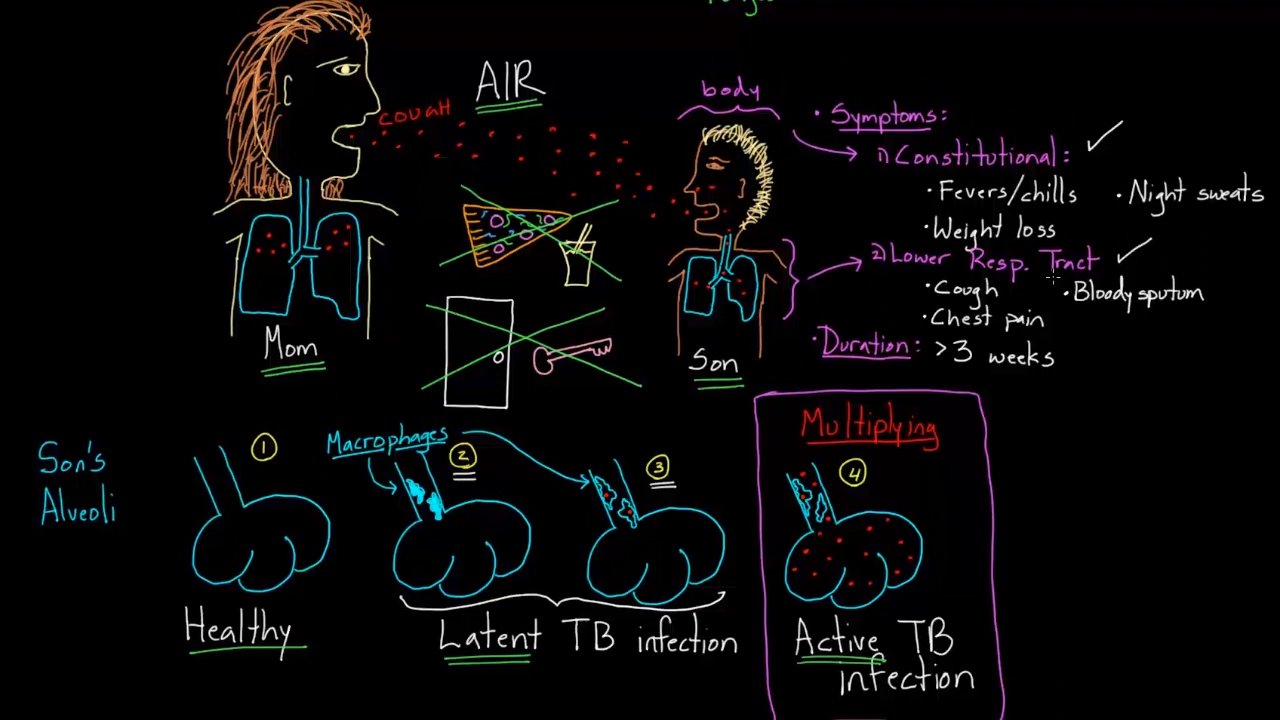 AIR
COUGH
body
• Symptoms:
1) Constitutional:
• Fevers/chills • Night sweats
• Weight loss
2) Lower Resp. Tract
• Cough • Bloody sputum
• Chest pain
• Duration: >3 weeks
Mom
Son
Multiplying
Son's
Alveoli
Macrophages
1
2
3
4
Healthy
Latent TB infection
Active TB
infection